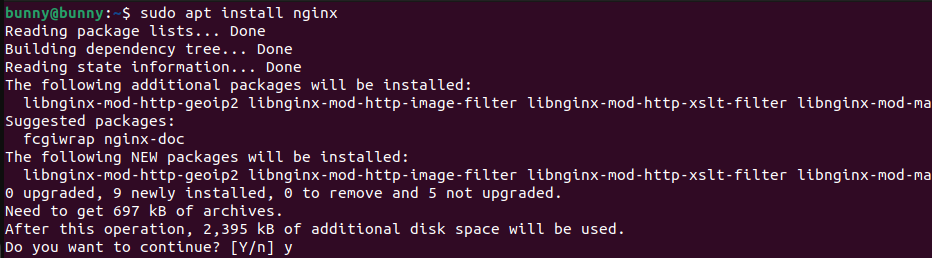 bunny@bunny:~$ sudo apt install nginx
Reading package lists... Done
Building dependency tree... Done
Reading state information... Done
The following additional packages will be installed:
  libnginx-mod-http-geoip2 libnginx-mod-http-image-filter libnginx-mod-http-xslt-filter libnginx-mod-ma
Suggested packages:
  fcgiwrap nginx-doc
The following NEW packages will be installed:
  libnginx-mod-http-geoip2 libnginx-mod-http-image-filter libnginx-mod-http-xslt-filter libnginx-mod-ma
0 upgraded, 9 newly installed, 0 to remove and 5 not upgraded.
Need to get 697 kB of archives.
After this operation, 2,395 kB of additional disk space will be used.
Do you want to continue? [Y/n] y